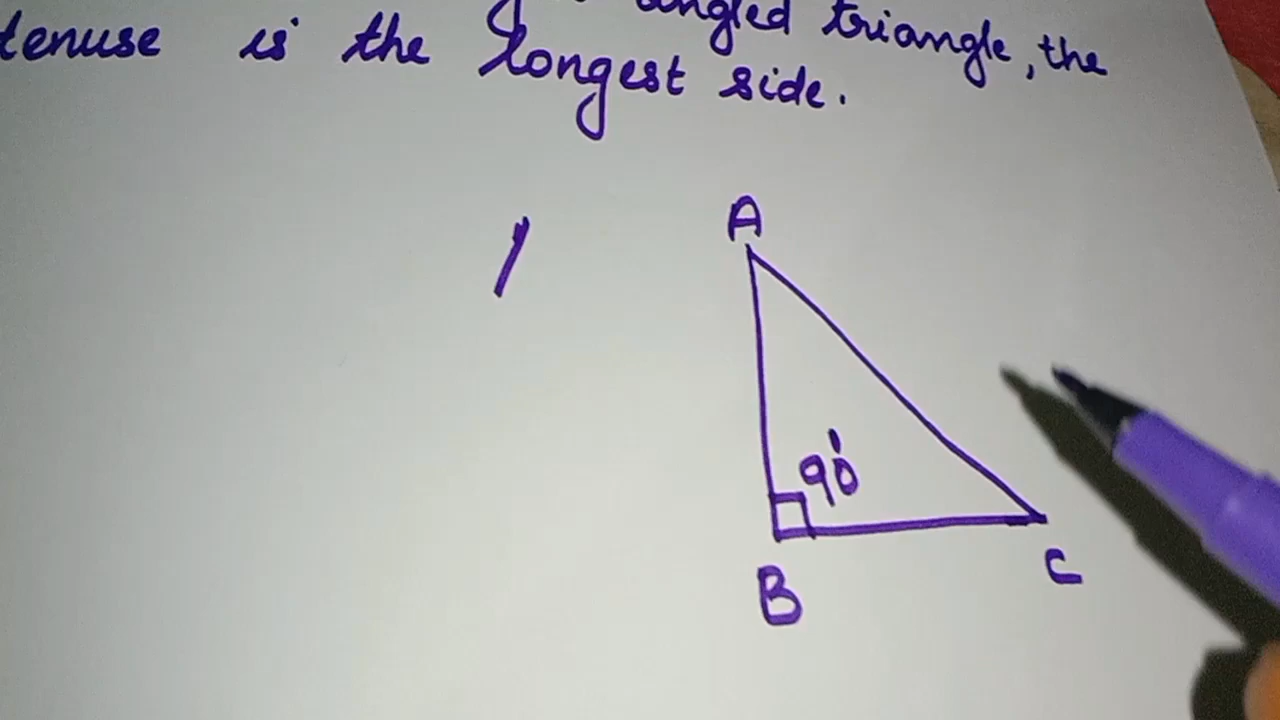 angled triangle, the
tenuse is the longest side.
A
90°
B
C